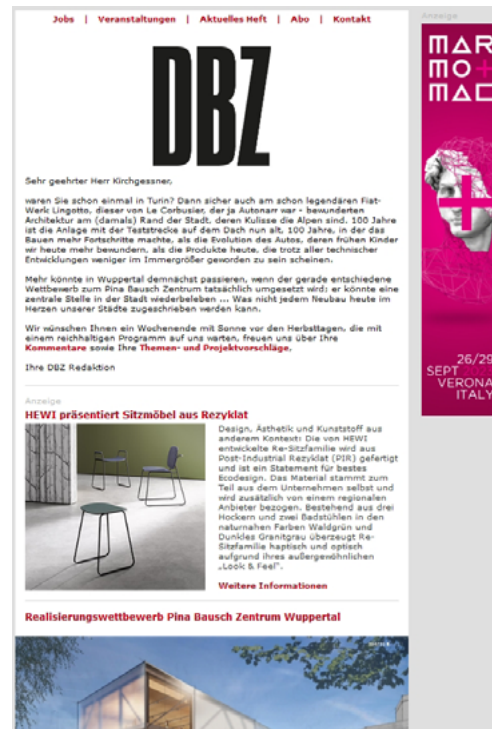 Jobs | Veranstaltungen | Aktuelles Heft | Abo | Kontakt
DBZ
Sehr geehrter Herr Kirchgessner,
waren Sie schon einmal in Turin? Dann sicher auch am schon legendären Fiat-
Werk Lingotto, dieser von Le Corbusier, der ja Autonarr war - bewunderten
Architektur am (damals) Rand der Stadt, deren Kulisse die Alpen sind. 100 Jahre
ist die Anlage mit der Teststrecke auf dem Dach nun alt, 100 Jahre, in der das
Bauen mehr Fortschritte machte, als die Evolution des Autos, deren frühen Kinder
wir heute mehr bewundern, als die Produkte heute, die trotz aller technischer
Entwicklungen weniger im Immergrößer geworden zu sein scheinen.
Mehr könnte in Wuppertal demnächst passieren, wenn der gerade entschiedene
Wettbewerb zum Pina Bausch Zentrum tatsächlich umgesetzt wird: er könnte eine
zentrale Stelle in der Stadt wiederbeleben ... Was nicht jedem Neubau heute im
Herzen unserer Städte zugeschrieben werden kann.
Wir wünschen Ihnen ein Wochenende mit Sonne vor den Herbsttagen, die mit
einem reichhaltigen Programm auf uns warten, freuen uns über Ihre
Kommentare sowie Ihre Themen- und Projektvorschläge,
Ihre DBZ Redaktion
Anzeige
HEWI präsentiert Sitzmöbel aus Rezyklat
Design, Ästhetik und Kunststoff aus
anderem Kontext: Die von HEWI
entwickelte Re-Sitzfamilie wird aus
Post-Industrial Rezyklat (PIR) gefertigt
und ist ein Statement für bestes
Ecodesign. Das Material stammt zum
Teil aus dem Unternehmen selbst und
wird zusätzlich von einem regionalen
Anbieter bezogen. Bestehend aus drei
Hockern und zwei Badstühlen in den
naturnahen Farben Waldgrün und
Dunkles Granitgrau überzeugt Re-
Sitzfamilie haptisch und optisch
aufgrund ihres außergewöhnlichen
„Look & Feel".
Weitere Informationen
Realisierungswettbewerb Pina Bausch Zentrum Wuppertal
Anzeige
MAR
MO+
MAC
26/29
SEPT 2023
VERONA
ITALY